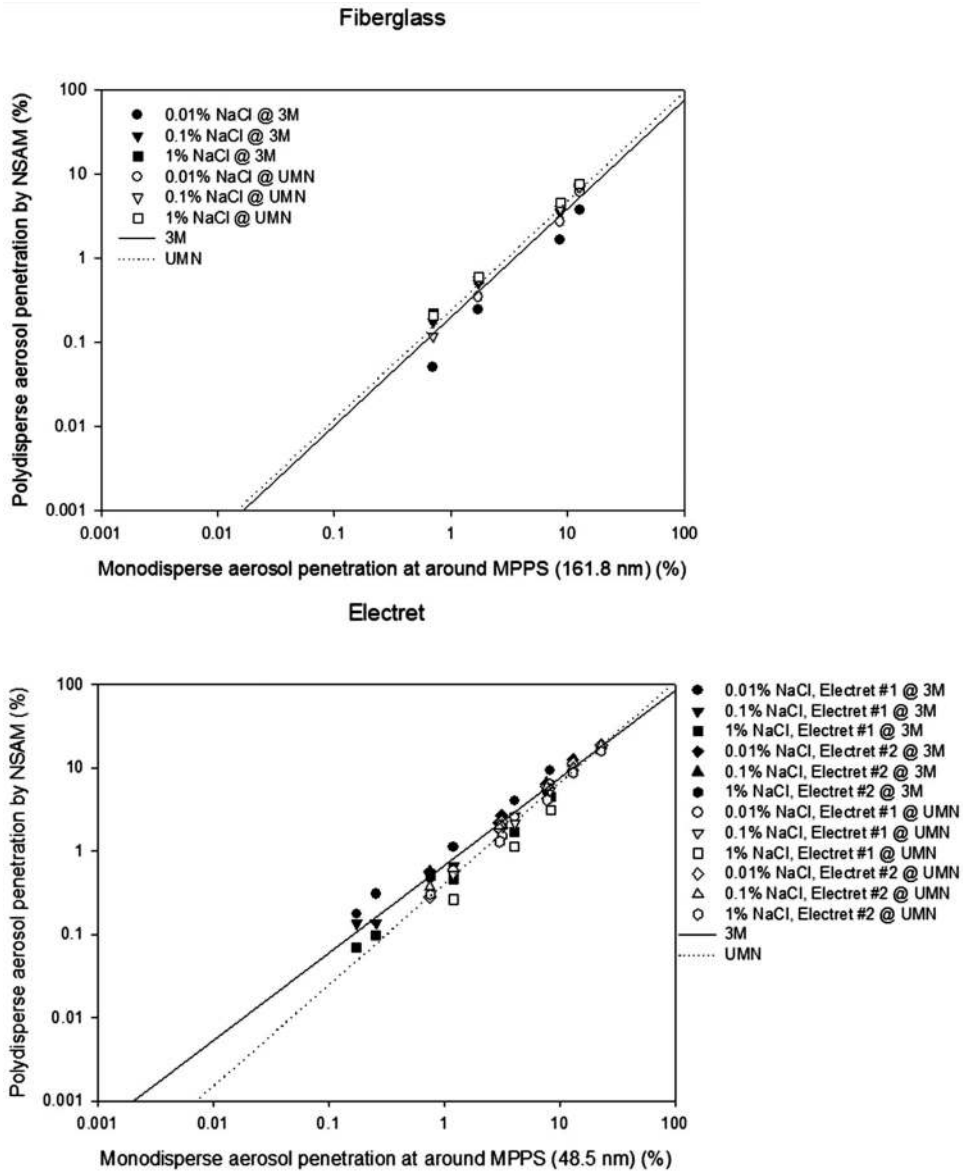 Fiberglass
Polydisperse aerosol penetration by NSAM (%)
100
10
1
0.1
0.01
0.001
0.01% NaCl @ 3M
0.1% NaCl @ 3M
1% NaCl @ 3M
0.01% NaCl @ UMN
0.1% NaCl @ UMN
1% NaCl @ UMN
3M
UMN
0.001 0.01 0.1 1 10 100
Monodisperse aerosol penetration at around MPPS (161.8 nm) (%)
Electret
Polydisperse aerosol penetration by NSAM (%)
100
10
1
0.1
0.01
0.001
0.01% NaCl, Electret #1 @ 3M
0.1% NaCl, Electret #1 @ 3M
1% NaCl, Electret #1 @ 3M
0.01% NaCl, Electret #2 @ 3M
0.1% NaCl, Electret #2 @ 3M
1% NaCl, Electret #2 @ 3M
0.01% NaCl, Electret #1 @ UMN
0.1% NaCl, Electret #1 @ UMN
1% NaCl, Electret #1 @ UMN
0.01% NaCl, Electret #2 @ UMN
0.1% NaCl, Electret #2 @ UMN
1% NaCl, Electret #2 @ UMN
3M
UMN
0.001 0.01 0.1 1 10 100
Monodisperse aerosol penetration at around MPPS (48.5 nm) (%)